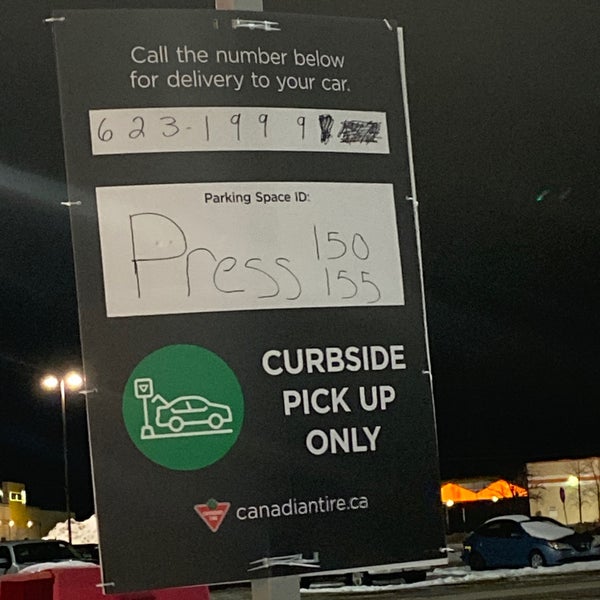 Call the number below
for delivery to your car.
623-1999
Parking Space ID:
Press 150
155
CURBSIDE
PICK UP
ONLY
canadiantire.ca